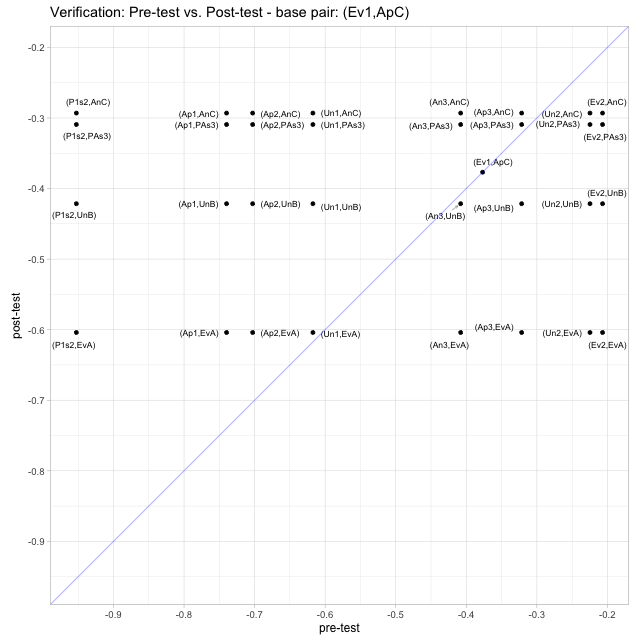 Verification: Pre-test vs. Post-test - base pair: (Ev1,ApC)
-0.2
(P1s2,AnC) (An3,AnC) (Ev2,AnC)
-0.3 (Ap1,AnC) (Ap2,AnC) (Un1,AnC) (Ap3,AnC) (Un2,AnC)
(P1s2,PAs3) (Ap1,PAs3) (Ap2,PAs3) (Un1,PAs3) (An3,PAs3) (Ap3,PAs3) (Un2,PAs3) (Ev2,PAs3)
(Ev1,ApC)
-0.4
(P1s2,UnB) (Ap1,UnB) (Ap2,UnB) (Un1,UnB) (An3,UnB) (Ap3,UnB) (Un2,UnB) (Ev2,UnB)
-0.5
post-test
-0.6
(P1s2,EvA) (Ap1,EvA) (Ap2,EvA) (Un1,EvA) (An3,EvA) (Ap3,EvA) (Un2,EvA) (Ev2,EvA)
-0.7
-0.8
-0.9
-0.9 -0.8 -0.7 -0.6 -0.5 -0.4 -0.3 -0.2
pre-test